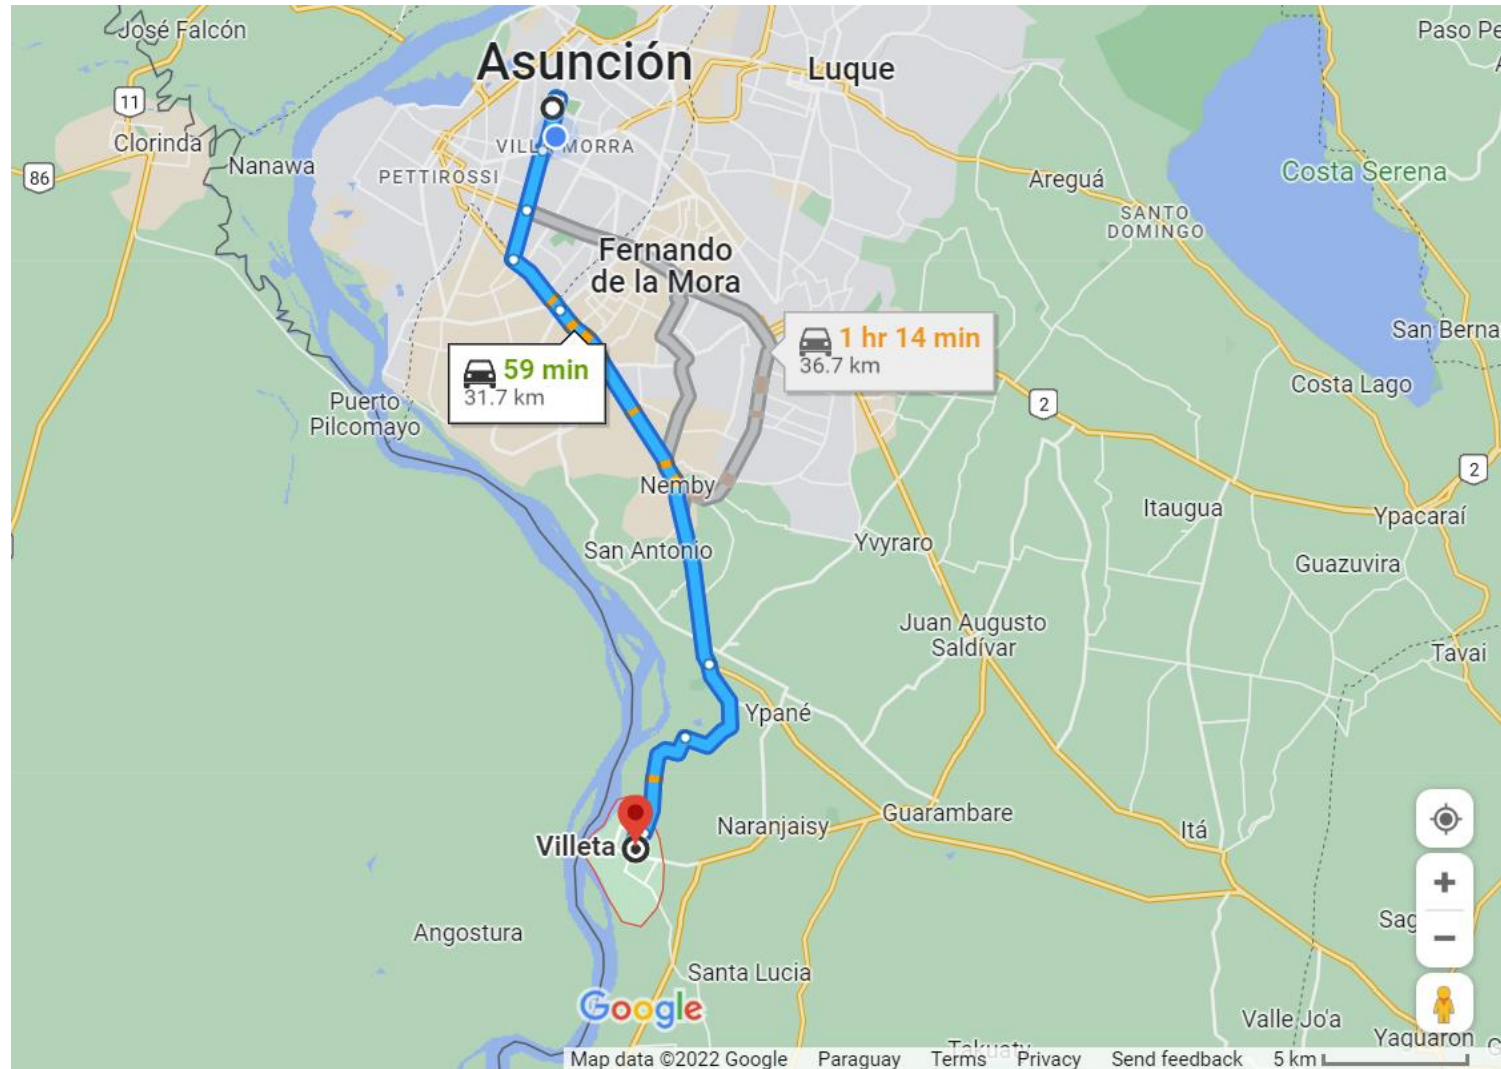 José Falcón
Asunción
Luque
Paso Pe
11
Clorinda
Nanawa
VILLA MORRA
PETTIROSSI
86
Areguá
Costa Serena
SANTO
DOMINGO
Fernando
de la Mora
1 hr 14 min
36.7 km
San Berna
59 min
31.7 km
Puerto
Pilcomayo
Costa Lago
2
2
Nemby
Itaugua
Ypacaraí
San Antonio
Yvyraro
Guazuvira
Juan Augusto
Saldívar
Tavai
Ypané
Naranjaisy
Guarambare
Itá
Villeta
Angostura
Sag
Santa Lucia
Google
Valle Jo'a
Yaguaron
Takuaty
Map data ©2022 Google Paraguay Terms Privacy Send feedback 5 km